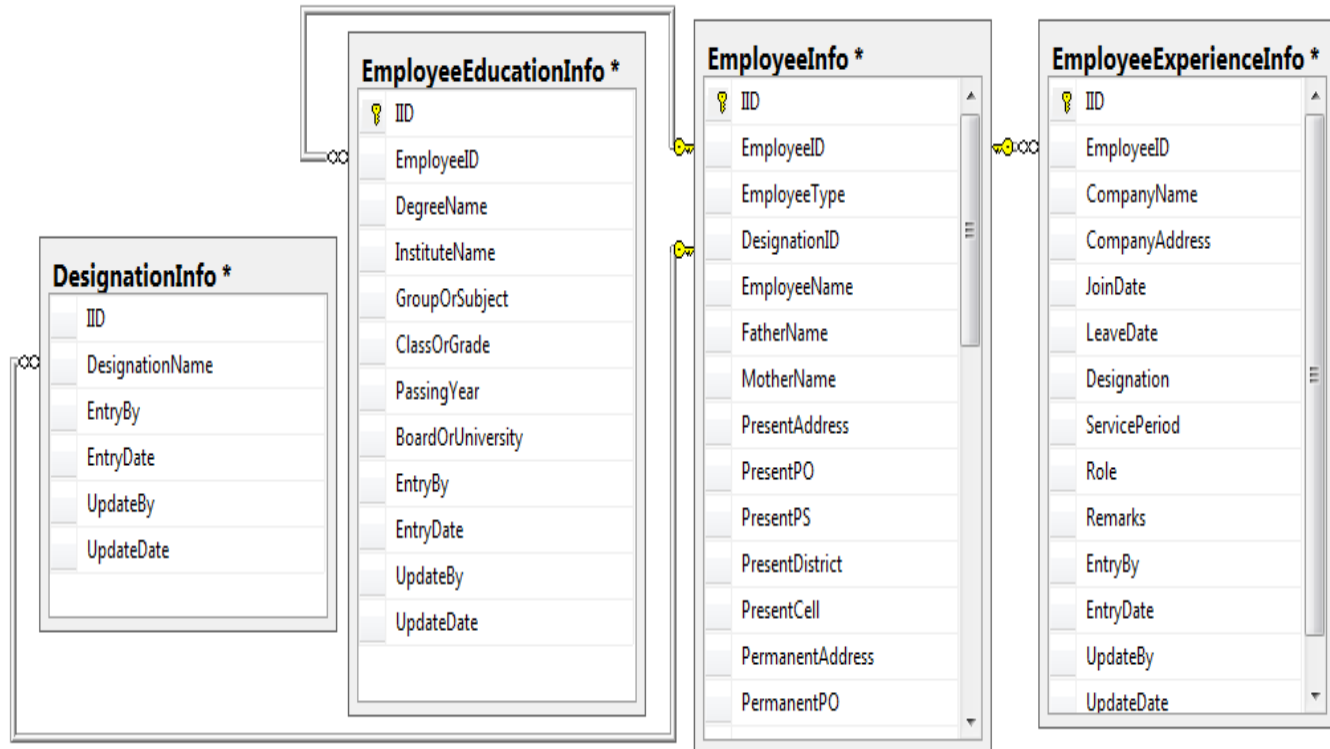 DesignationInfo *
IID
DesignationName
EntryBy
EntryDate
UpdateBy
UpdateDate
EmployeeEducationInfo *
IID
EmployeeID
DegreeName
InstituteName
GroupOrSubject
ClassOrGrade
PassingYear
BoardOrUniversity
EntryBy
EntryDate
UpdateBy
UpdateDate
EmployeeInfo *
IID
EmployeeID
EmployeeType
DesignationID
EmployeeName
FatherName
MotherName
PresentAddress
PresentPO
PresentPS
PresentDistrict
PresentCell
PermanentAddress
PermanentPO
EmployeeExperienceInfo *
IID
EmployeeID
CompanyName
CompanyAddress
JoinDate
LeaveDate
Designation
ServicePeriod
Role
Remarks
EntryBy
EntryDate
UpdateBy
UpdateDate